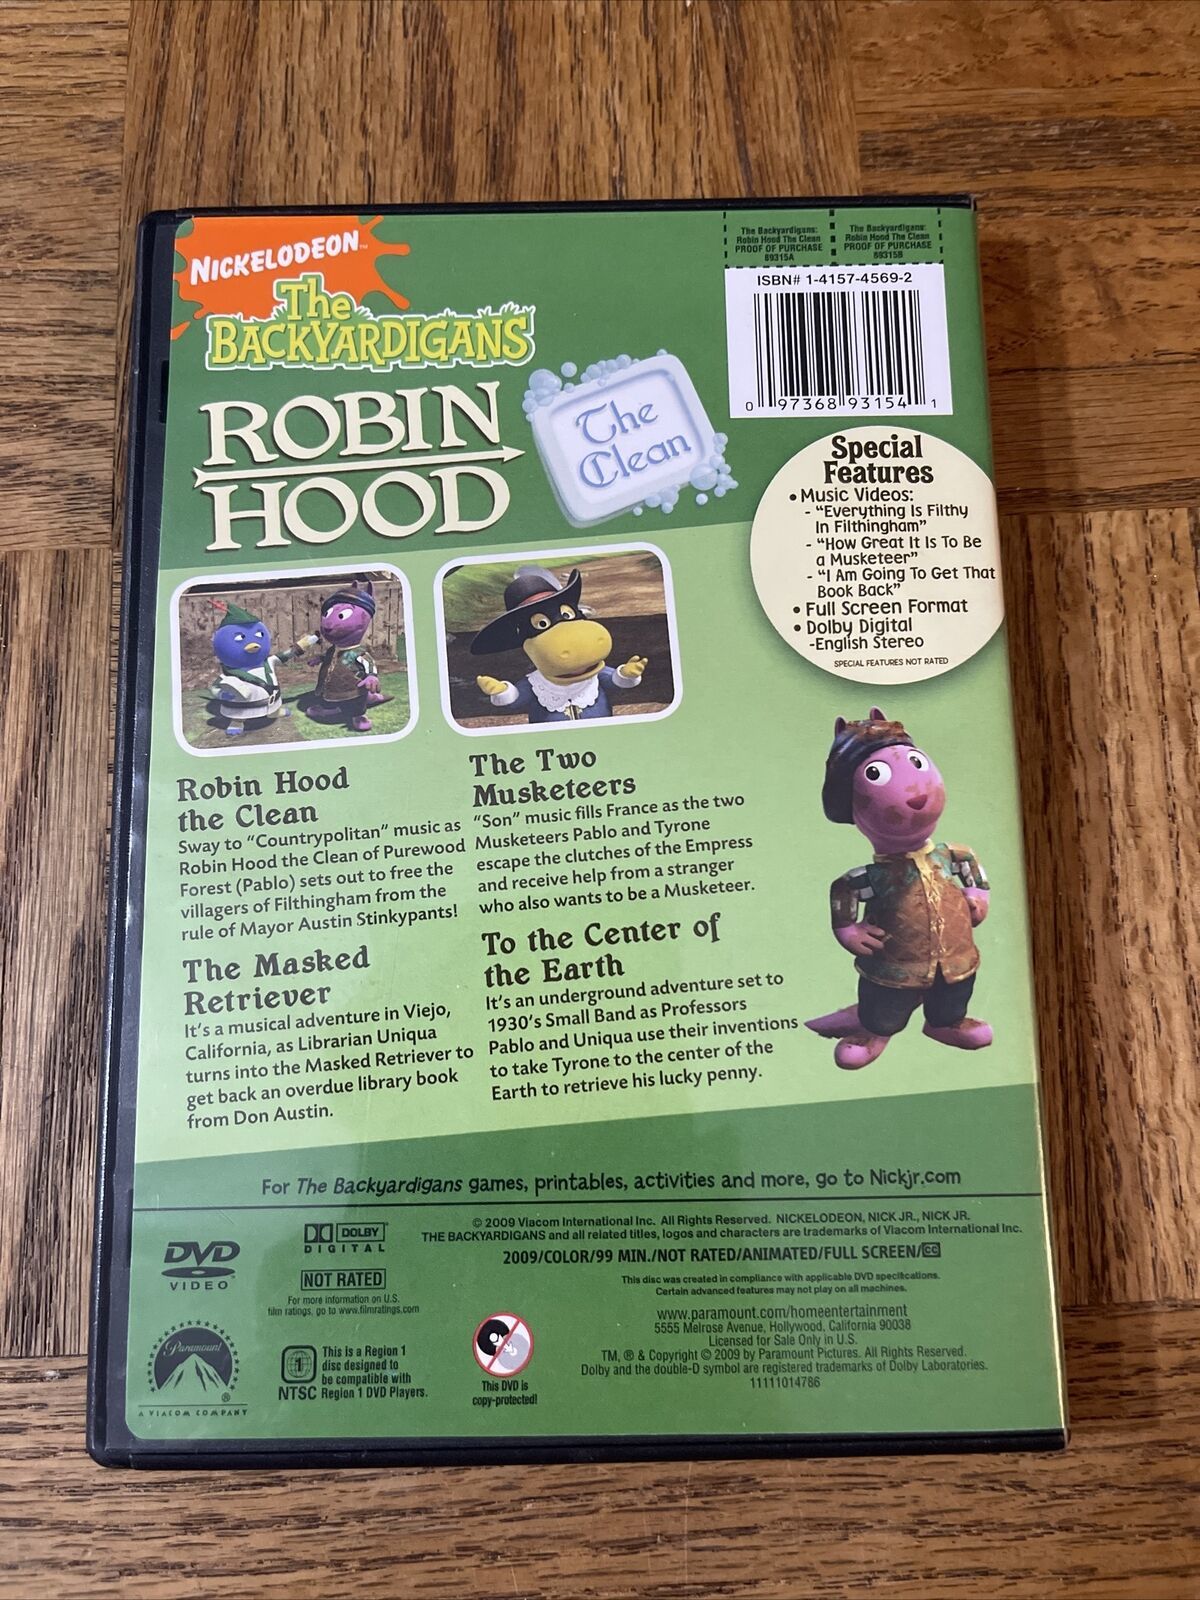 NICKELODEON
The
BACKYARDIGANS
ROBIN
HOOD
The
Clean
The Backyardigans:
Robin Hood The Clean
PROOF OF PURCHASE
89315A
The Backyardigans:
Robin Hood The Clean
PROOF OF PURCHASE
89315B
ISBN# 1-4157-4569-2
0 97368 93154 1
Special
Features
• Music Videos:
- "Everything Is Filthy
In Filthingham"
- "How Great It Is To Be
a Musketeer"
- "I Am Going To Get That
Book Back"
• Full Screen Format
• Dolby Digital
-English Stereo
SPECIAL FEATURES NOT RATED
Robin Hood
the Clean
Sway to "Countrypolitan" music as
Robin Hood the Clean of Purewood
Forest (Pablo) sets out to free the
villagers of Filthingham from the
rule of Mayor Austin Stinkypants!
The Two
Musketeers
"Son" music fills France as the two
Musketeers Pablo and Tyrone
escape the clutches of the Empress
and receive help from a stranger
who also wants to be a Musketeer.
The Masked
Retriever
It's a musical adventure in Viejo,
California, as Librarian Uniqua
turns into the Masked Retriever to
get back an overdue library book
from Don Austin.
To the Center of
the Earth
It's an underground adventure set to
1930's Small Band as Professors
Pablo and Uniqua use their inventions
to take Tyrone to the center of the
Earth to retrieve his lucky penny.
For The Backyardigans games, printables, activities and more, go to Nickjr.com
DVD
VIDEO
DOLBY
DIGITAL
NOT RATED
For more information on U.S.
film ratings, go to www.filmratings.com
© 2009 Viacom International Inc. All Rights Reserved. NICKELODEON, NICK JR., NICK JR.
THE BACKYARDIGANS and all related titles, logos and characters are trademarks of Viacom International Inc.
2009/COLOR/99 MIN./NOT RATED/ANIMATED/FULL SCREEN/CC
This disc was created in compliance with applicable DVD specifications.
Certain advanced features may not play on all machines.
www.paramount.com/homeentertainment
5555 Melrose Avenue, Hollywood, California 90038
Licensed for Sale Only in U.S.
TM, ® & Copyright © 2009 by Paramount Pictures. All Rights Reserved.
Dolby and the double-D symbol are registered trademarks of Dolby Laboratories.
11111014786
Paramount
®
A VIACOM COMPANY
1
NTSC
This Is a Region 1
disc designed to
be compatible with
Region 1 DVD Players.
This DVD is
copy-protected!